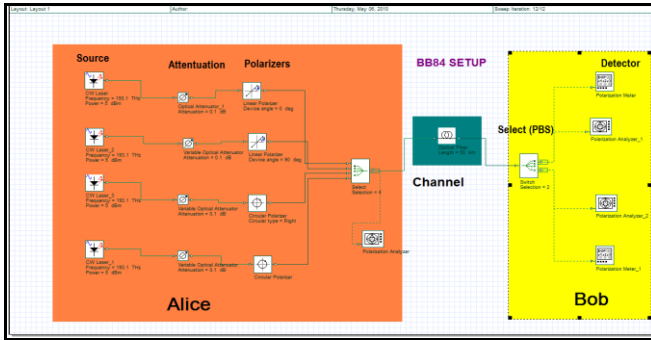 Layout: Layout 1
Author:
Thursday, May 06, 2010
Sweep Iteration: 12/12
Source
Attentuation
Polarizers
BB84 SETUP
Detector
CW Laser
Frequency = 193.1 THz
Power = 0 dBm
Optical Attenuator_1
Attenuation = 0.1 dB
Linear Polarizer
Device angle = 0 deg
Polarization Meter
CW Laser_2
Frequency = 193.1 THz
Power = 0 dBm
Variable Optical Attenuator
Attenuation = 0.1 dB
Linear Polarizer
Device angle = 90 deg
Select
Selection = 4
Channel
Select (PBS)
Switch
Selection = 2
Polarization Analyzer_1
CW Laser_3
Frequency = 193.1 THz
Power = 0 dBm
Variable Optical Attenuator
Attenuation = 0.1 dB
Circular Polarizer
Circular type = Right
Polarization Analyzer
Polarization Analyzer_2
CW Laser_1
Frequency = 193.1 THz
Power = 0 dBm
Variable Optical Attenuator
Attenuation = 0.1 dB
Circular Polarizer
Polarization Meter_1
Alice
Bob